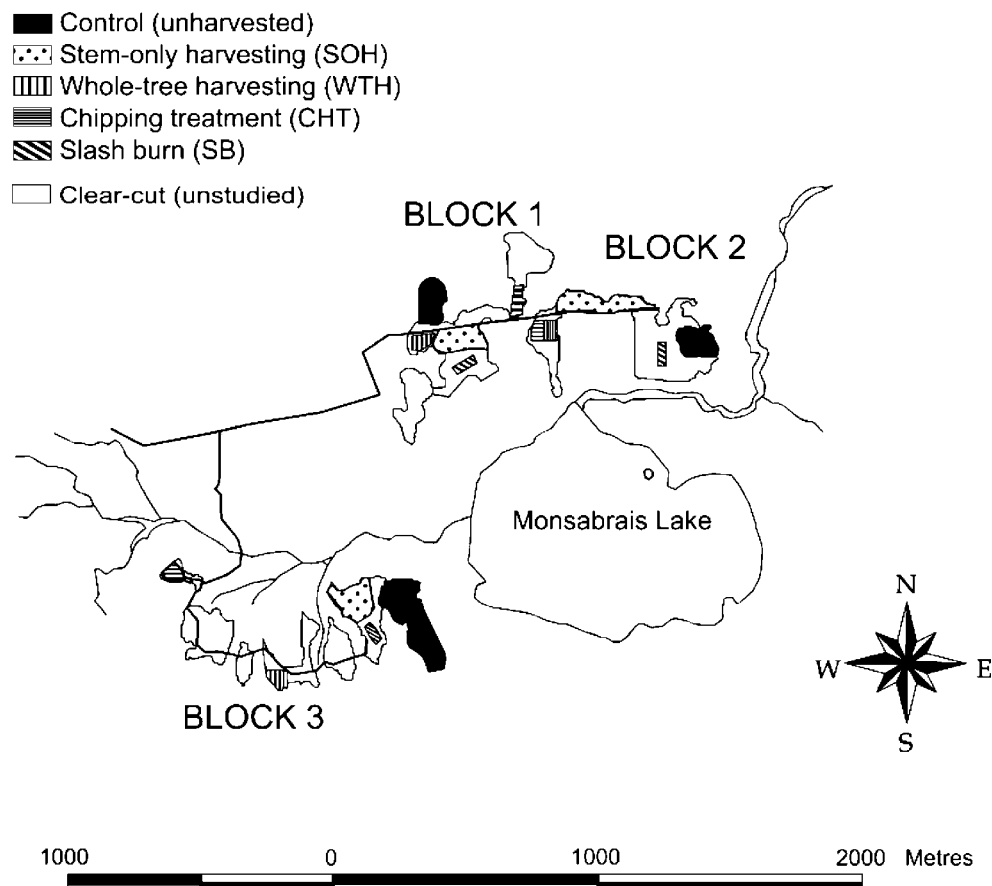 Control (unharvested)
Stem-only harvesting (SOH)
Whole-tree harvesting (WTH)
Chipping treatment (CHT)
Slash burn (SB)
Clear-cut (unstudied)
BLOCK 1
BLOCK 2
Monsabrais Lake
BLOCK 3
N
W E
S
1000 0 1000 2000 Metres